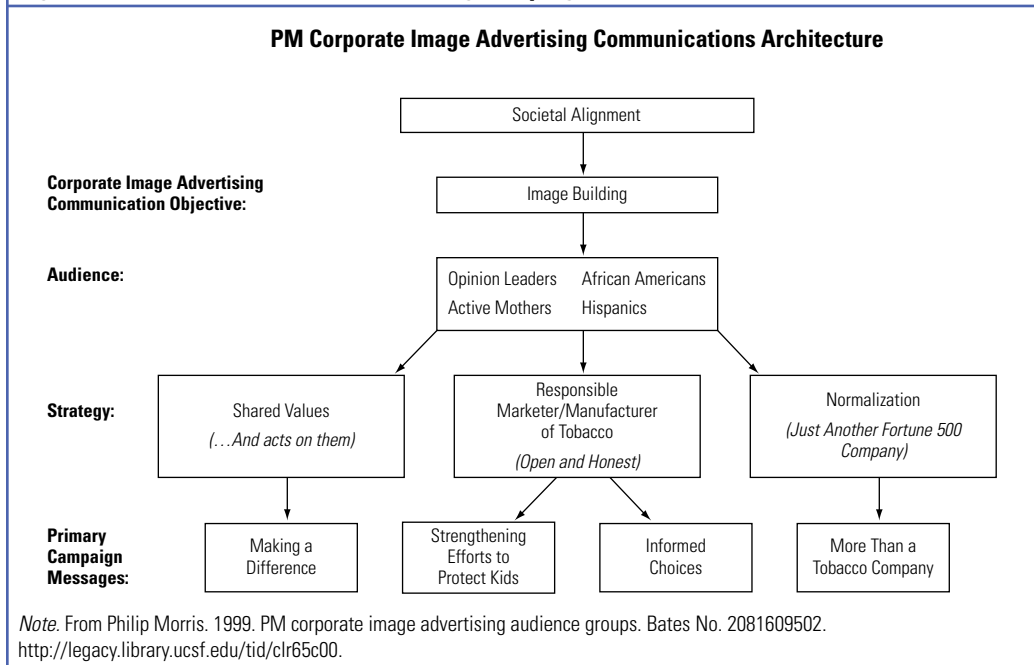 PM Corporate Image Advertising Communications Architecture
Societal Alignment
Corporate Image Advertising
Communication Objective:
Image Building
Audience:
Opinion Leaders African Americans
Active Mothers Hispanics
Strategy:
Shared Values
(…And acts on them)
Responsible
Marketer/Manufacturer
of Tobacco
(Open and Honest)
Normalization
(Just Another Fortune 500
Company)
Primary
Campaign
Messages:
Making a
Difference
Strengthening
Efforts to
Protect Kids
Informed
Choices
More Than a
Tobacco Company
Note. From Philip Morris. 1999. PM corporate image advertising audience groups. Bates No. 2081609502.
http://legacy.library.ucsf.edu/tid/clr65c00.